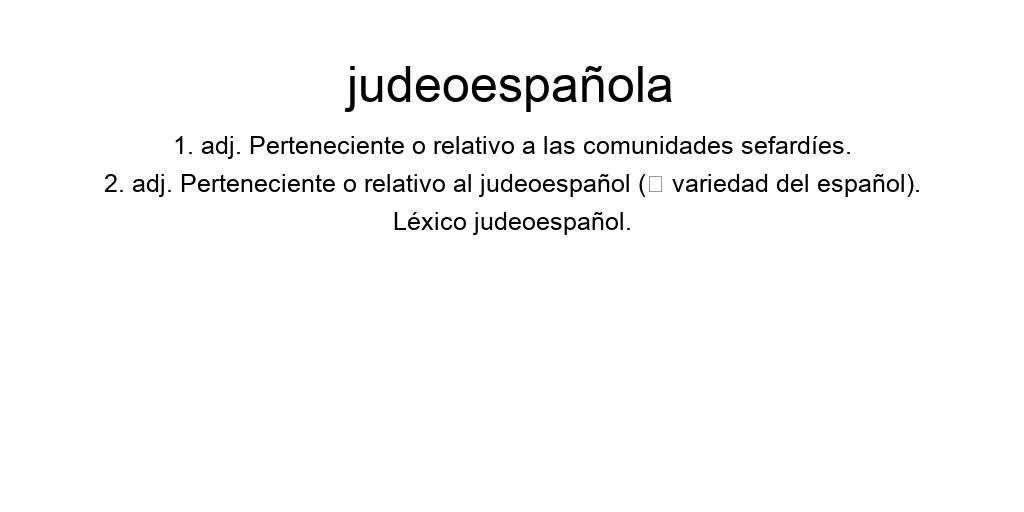 judeoespañola
1. adj. Perteneciente o relativo a las comunidades sefardíes.
2. adj. Perteneciente o relativo al judeoespañol (□ variedad del español).
Léxico judeoespañol.